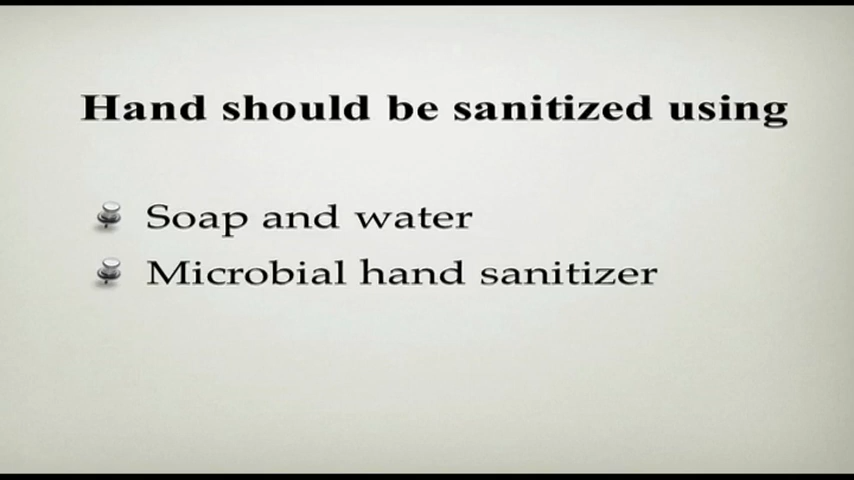 Hand should be sanitized using
Soap and water
Microbial hand sanitizer